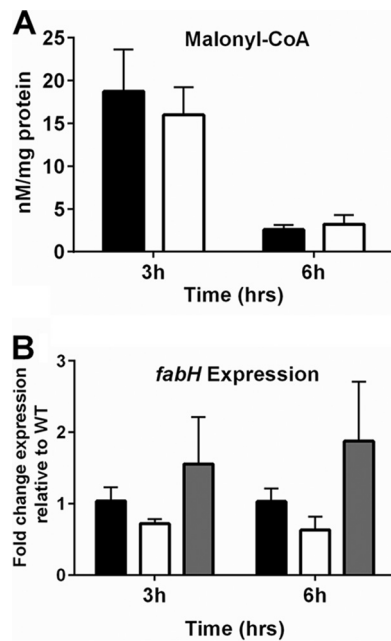 A
Malonyl-CoA
nM/mg protein
25
20
15
10
5
0
3h
6h
Time (hrs)
B
fabH Expression
Fold change expression
relative to WT
3
2
1
0
3h
6h
Time (hrs)